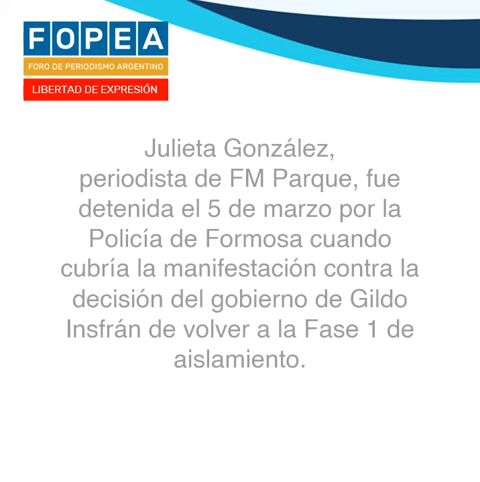 FOPEA
FORO DE PERIODISMO ARGENTINO
LIBERTAD DE EXPRESIÓN
Julieta González,
periodista de FM Parque, fue
detenida el 5 de marzo por la
Policía de Formosa cuando
cubría la manifestación contra la
decisión del gobierno de Gildo
Insfrán de volver a la Fase 1 de
aislamiento.